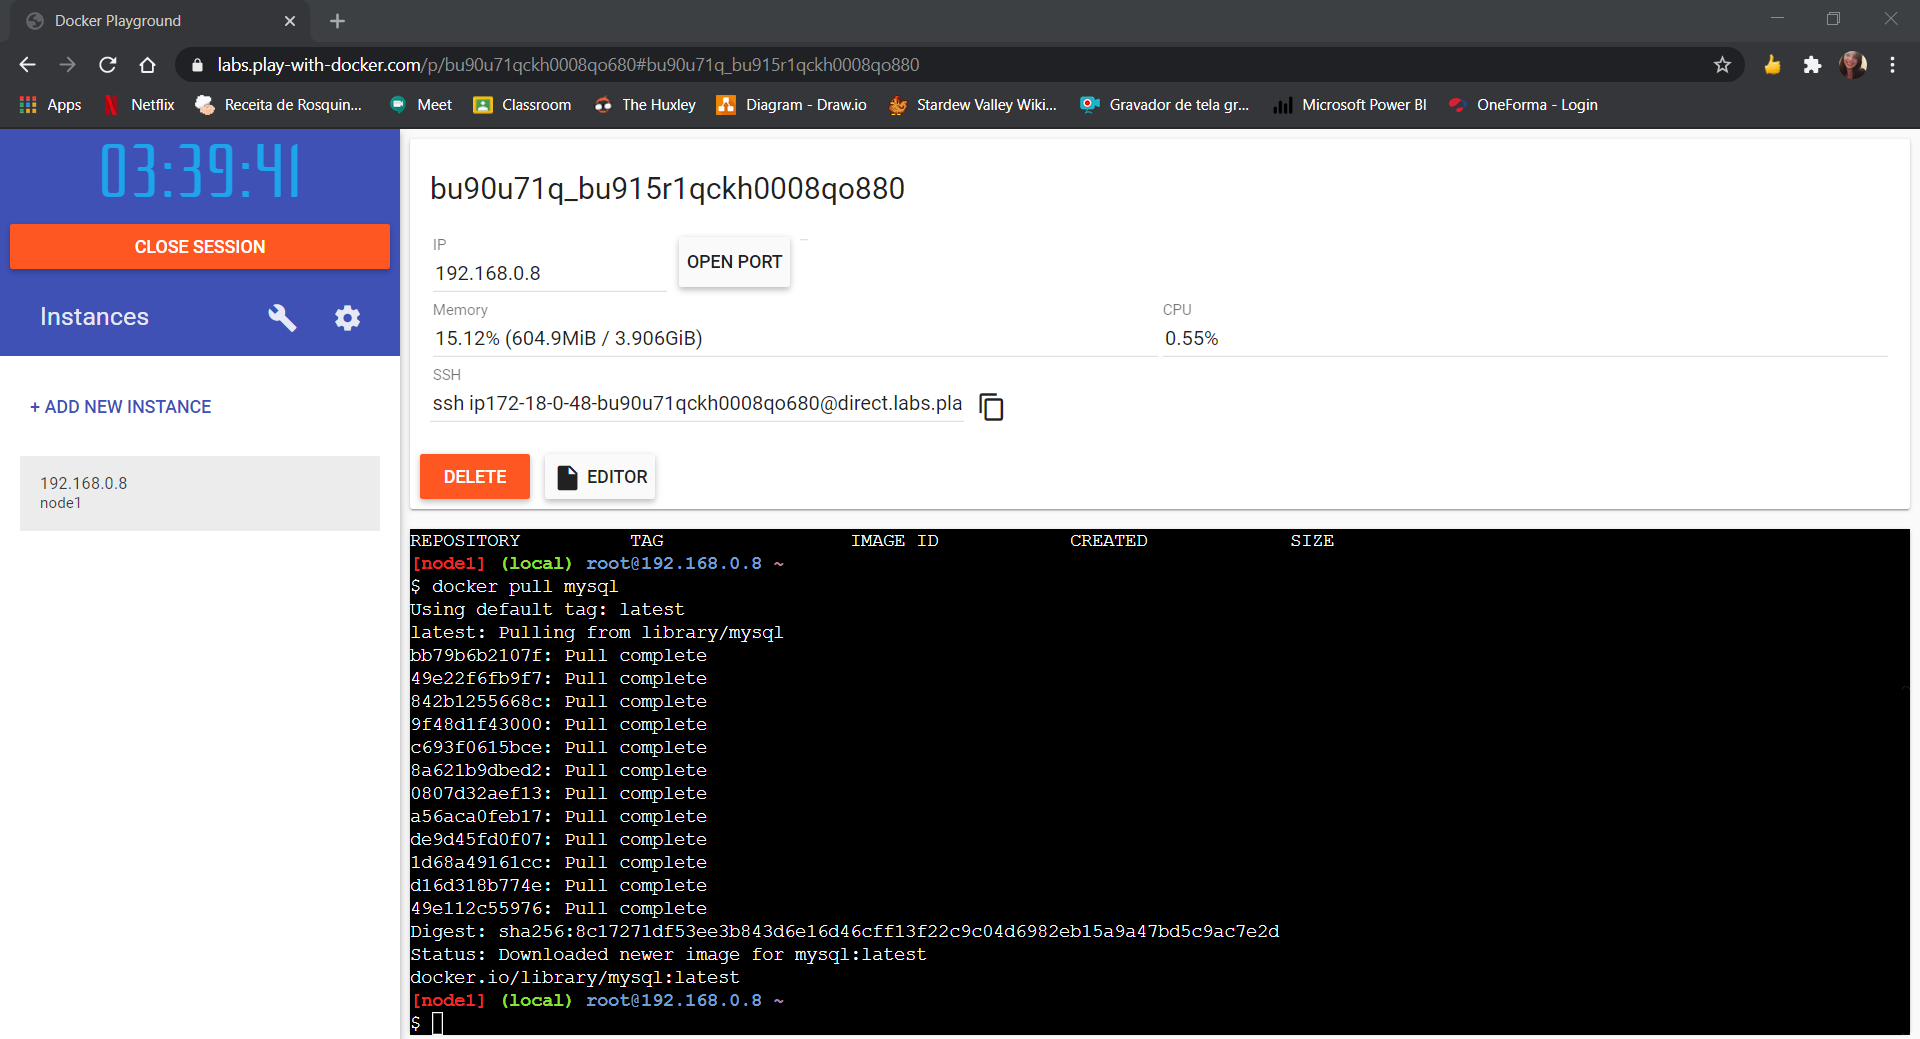 Docker Playground
labs.play-with-docker.com/p/bu90u71qckh0008qo680#bu90u71q_bu915r1qckh0008qo880
Apps Netflix Receita de Rosquin... Meet Classroom The Huxley Diagram - Draw.io Stardew Valley Wiki... Gravador de tela gr... Microsoft Power BI OneForma - Login
03:39:41
CLOSE SESSION
Instances
+ ADD NEW INSTANCE
192.168.0.8
node1
bu90u71q_bu915r1qckh0008qo880
IP
192.168.0.8
OPEN PORT
Memory
15.12% (604.9MiB / 3.906GiB)
CPU
0.55%
SSH
ssh ip172-18-0-48-bu90u71qckh0008qo680@direct.labs.pla
DELETE
EDITOR
REPOSITORY TAG IMAGE ID CREATED SIZE
[node1] (local) root@192.168.0.8 ~
$ docker pull mysql
Using default tag: latest
latest: Pulling from library/mysql
bb79b6b2107f: Pull complete
49e22f6fb9f7: Pull complete
842b1255668c: Pull complete
9f48d1f43000: Pull complete
c693f0615bce: Pull complete
8a621b9dbed2: Pull complete
0807d32aef13: Pull complete
a56aca0feb17: Pull complete
de9d45fd0f07: Pull complete
1d68a49161cc: Pull complete
d16d318b774e: Pull complete
49e112c55976: Pull complete
Digest: sha256:8c17271df53ee3b843d6e16d46cff13f22c9c04d6982eb15a9a47bd5c9ac7e2d
Status: Downloaded newer image for mysql:latest
docker.io/library/mysql:latest
[node1] (local) root@192.168.0.8 ~
$